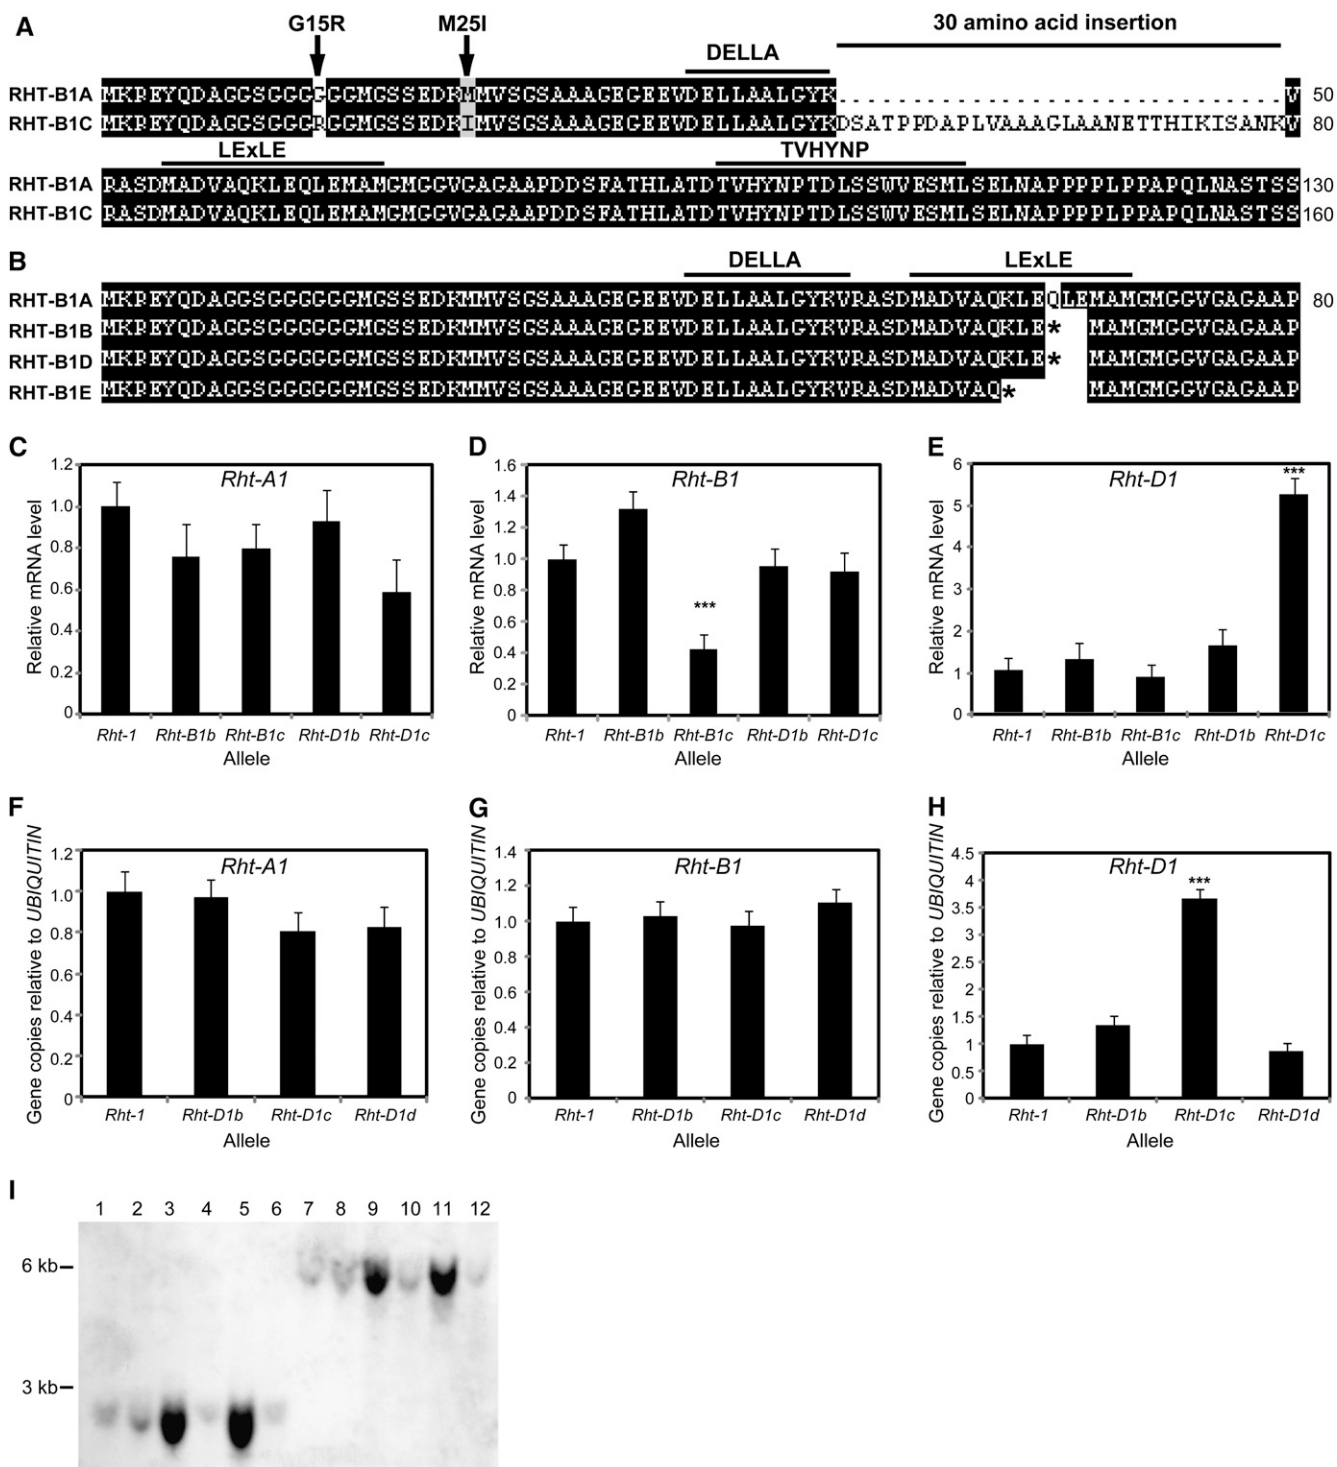 A
G15R
M25I
DELLA
30 amino acid insertion
RHT-B1A MKREYQDAGGSGGGGGGMGSSEDKMMVSGSAAAGEGEEVDELLAALGYK------------------------------V 50
RHT-B1C MKREYQDAGGSGGGRGGMGSSEDKIMVSGSAAAGEGEEVDELLAALGYKDSATPPDAPLVAAAGLAANETTHIKISANKV 80
LExLE
TVHYNP
RHT-B1A RASDMADVAQKLEQLEMAMGMGGVGAGAAPDDSFATHLATDTVHYNPTDLSSWVESMLSELNAPPPPLPPAPQLNASTSS 130
RHT-B1C RASDMADVAQKLEQLEMAMGMGGVGAGAAPDDSFATHLATDTVHYNPTDLSSWVESMLSELNAPPPPLPPAPQLNASTSS 160
B
DELLA
LExLE
RHT-B1A MKREYQDAGGSGGGGGGMGSSEDKMMVSGSAAAGEGEEVDELLAALGYKVRASDMADVAQKLEQLEMAMGMGGVGAGAAP 80
RHT-B1B MKREYQDAGGSGGGGGGMGSSEDKMMVSGSAAAGEGEEVDELLAALGYKVRASDMADVAQKLE* MAMGMGGVGAGAAP
RHT-B1D MKREYQDAGGSGGGGGGMGSSEDKMMVSGSAAAGEGEEVDELLAALGYKVRASDMADVAQKLE* MAMGMGGVGAGAAP
RHT-B1E MKREYQDAGGSGGGGGGMGSSEDKMMVSGSAAAGEGEEVDELLAALGYKVRASDMADVAQ* MAMGMGGVGAGAAP
C
Rht-A1
Relative mRNA level
1.2
1.0
0.8
0.6
0.4
0.2
0
Rht-1 Rht-B1b Rht-B1c Rht-D1b Rht-D1c
Allele
D
Rht-B1
Relative mRNA level
1.6
1.4
1.2
1.0
0.8
0.6
0.4
0.2
0
***
Rht-1 Rht-B1b Rht-B1c Rht-D1b Rht-D1c
Allele
E
Rht-D1
Relative mRNA level
6
5
4
3
2
1
0
***
Rht-1 Rht-B1b Rht-B1c Rht-D1b Rht-D1c
Allele
F
Rht-A1
Gene copies relative to UBIQUITIN
1.2
1.0
0.8
0.6
0.4
0.2
0
Rht-1 Rht-D1b Rht-D1c Rht-D1d
Allele
G
Rht-B1
Gene copies relative to UBIQUITIN
1.4
1.2
1.0
0.8
0.6
0.4
0.2
0
Rht-1 Rht-D1b Rht-D1c Rht-D1d
Allele
H
Rht-D1
Gene copies relative to UBIQUITIN
4.5
4
3.5
3
2.5
2
1.5
1
0.5
0
***
Rht-1 Rht-D1b Rht-D1c Rht-D1d
Allele
I
1 2 3 4 5 6 7 8 9 10 11 12
6 kb
3 kb